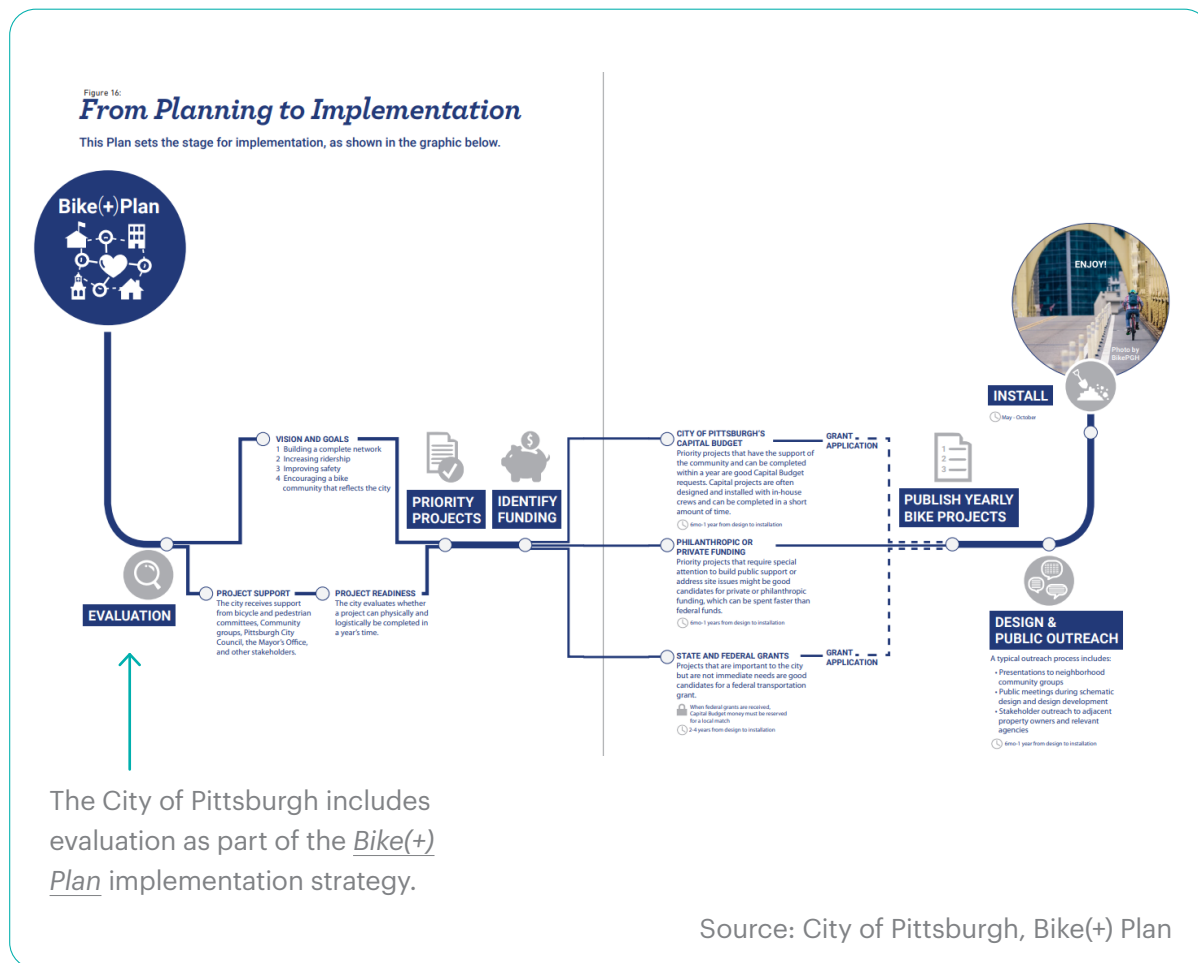 Figure 16:
From Planning to Implementation
This Plan sets the stage for implementation, as shown in the graphic below.
Bike(+)Plan
EVALUATION
VISION AND GOALS
1 Building a complete network
2 Increasing ridership
3 Improving safety
4 Encouraging a bike
community that reflects the city
PROJECT SUPPORT
The city receives support
from bicycle and pedestrian
committees, Community
groups, Pittsburgh City
Council, the Mayor's Office,
and other stakeholders.
PROJECT READINESS
The city evaluates whether
a project can physically and
logistically be completed in
a year's time.
PRIORITY
PROJECTS
IDENTIFY
FUNDING
CITY OF PITTSBURGH'S
CAPITAL BUDGET
Priority projects that have the support of
the community and can be completed
within a year are good Capital Budget
requests. Capital projects are often
designed and installed with in-house
crews and can be completed in a short
amount of time.
6mo-1 year from design to installation
GRANT
APPLICATION
PHILANTHROPIC OR
PRIVATE FUNDING
Priority projects that require special
attention to build public support or
address site issues might be good
candidates for private or philanthropic
funding, which can be spent faster than
federal funds.
6mo-1 years from design to installation
STATE AND FEDERAL GRANTS
Projects that are important to the city
but are not immediate needs are good
candidates for a federal transportation
grant.
When federal grants are received,
Capital Budget money must be reserved
for a local match
2-4 years from design to installation
GRANT
APPLICATION
1
2
3
PUBLISH YEARLY
BIKE PROJECTS
DESIGN &
PUBLIC OUTREACH
A typical outreach process includes:
• Presentations to neighborhood
community groups
• Public meetings during schematic
design and design development
• Stakeholder outreach to adjacent
property owners and relevant
agencies
6mo-1 year from design to installation
INSTALL
May - October
ENJOY!
Photo by
BikePGH
The City of Pittsburgh includes
evaluation as part of the Bike(+)
Plan implementation strategy.
Source: City of Pittsburgh, Bike(+) Plan